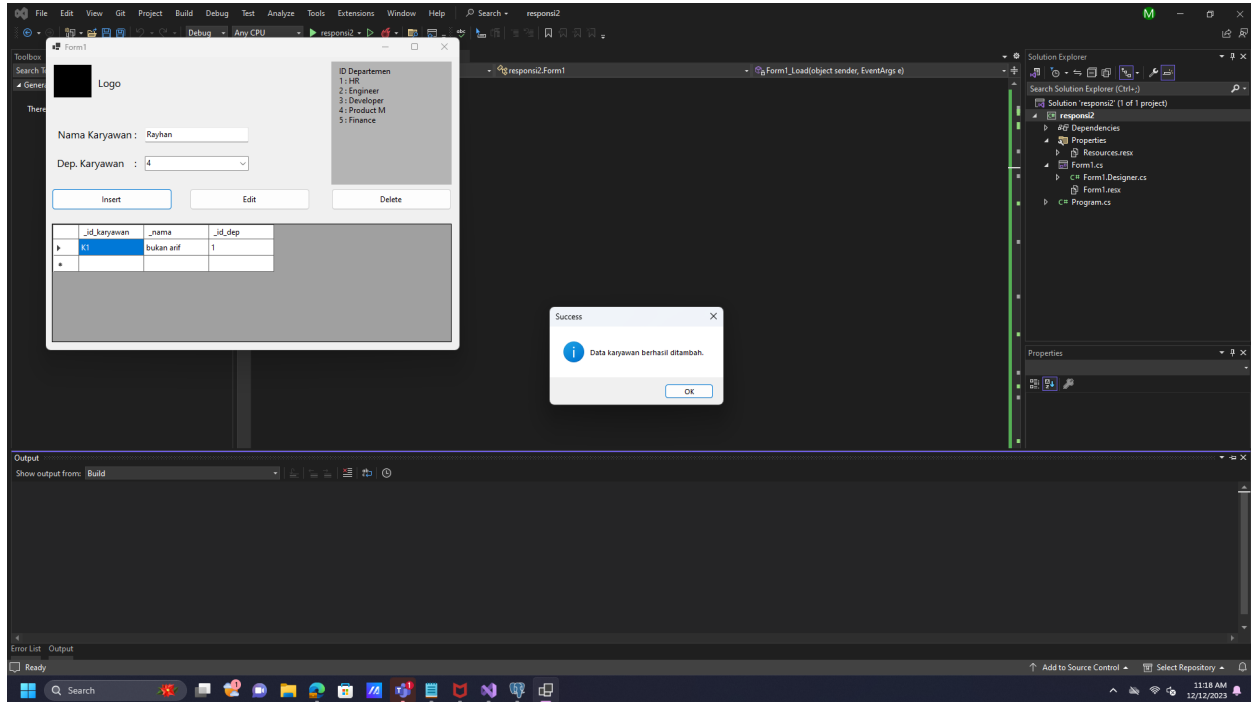 File Edit View Git Project Build Debug Test Analyze Tools Extensions Window Help Search responsi2
M
Debug Any CPU responsi2
Form1
Toolbox
Search T
Gener
There
Logo
ID Departemen
1 : HR
2 : Engineer
3 : Developer
4 : Product M
5 : Finance
Nama Karyawan : Rayhan
Dep. Karyawan : 4
Insert Edit Delete
_id_karyawan _nama _id_dep
K1 bukan arif 1
responsi2.Form1 Form1_Load(object sender, EventArgs e)
Success
Data karyawan berhasil ditambah.
OK
Solution Explorer
Search Solution Explorer (Ctrl+;)
Solution 'responsi2' (1 of 1 project)
responsi2
Dependencies
Properties
Resources.resx
Form1.cs
C# Form1.Designer.cs
Form1.resx
C# Program.cs
Properties
Output
Show output from: Build
Error List Output
Ready Add to Source Control Select Repository
Search
11:18 AM
12/12/2023